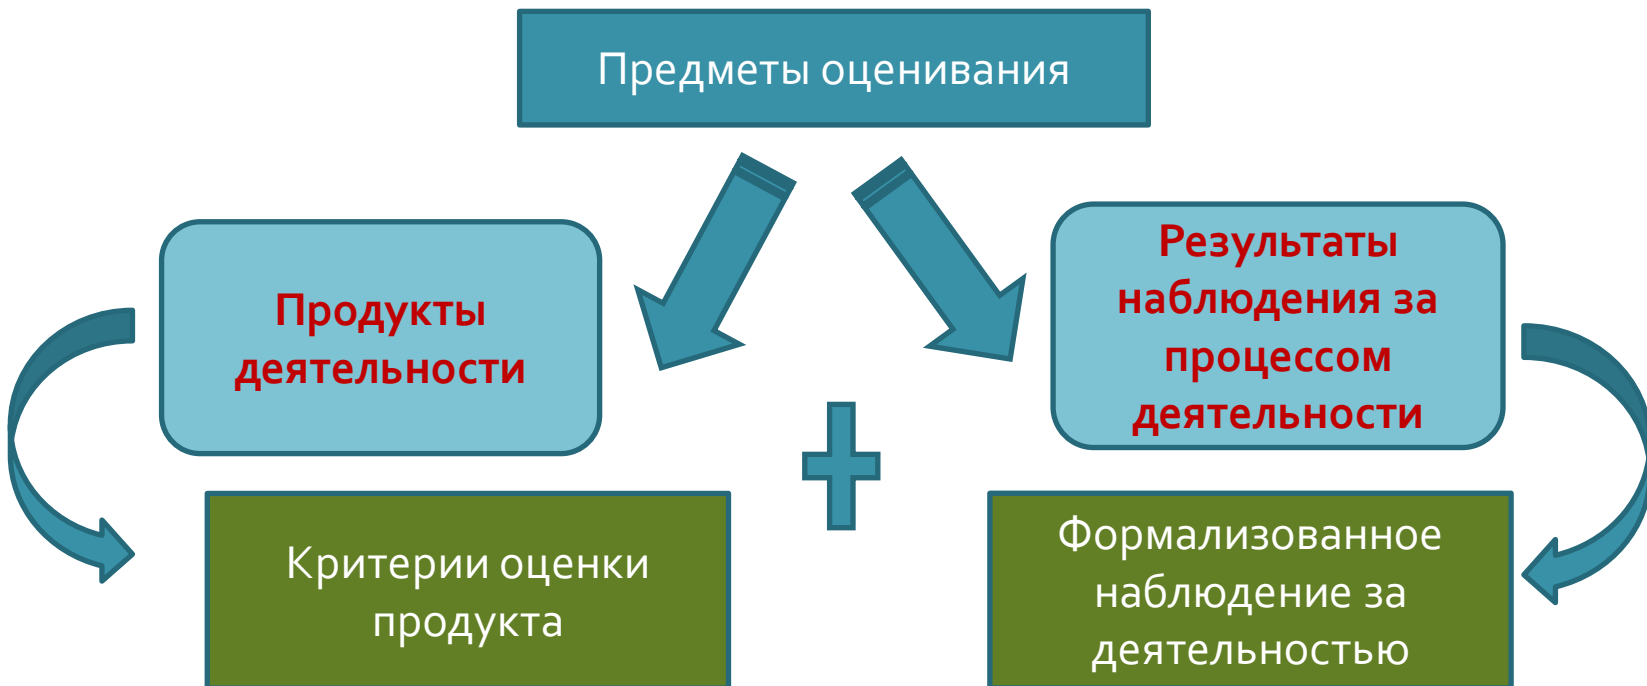 Предметы оценивания
Продукты
деятельности
Результаты
наблюдения за
процессом
деятельности
Критерии оценки
продукта
Формализованное
наблюдение за
деятельностью